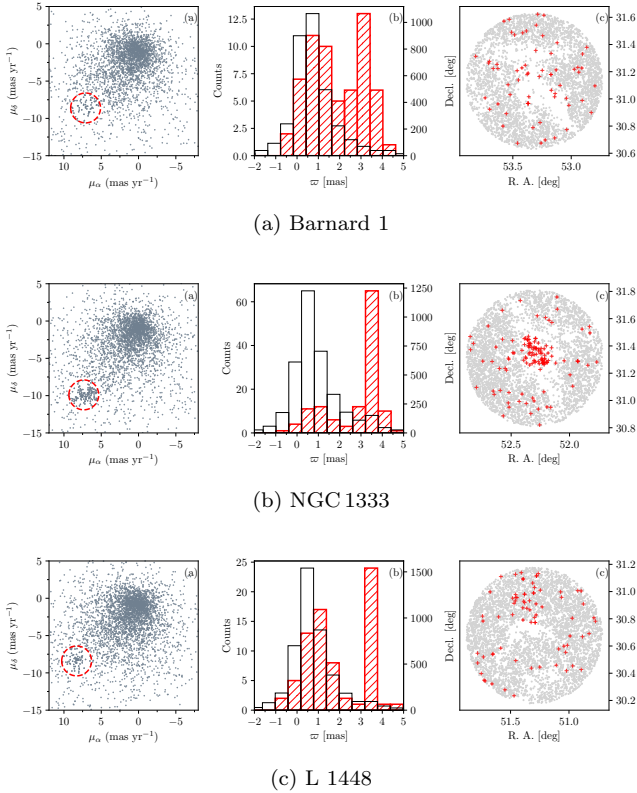 5
0
−5
−10
−15
10
5
0
−5
μδ (mas yr−1)
μα (mas yr−1)
(a)
12.5
10.0
7.5
5.0
2.5
0.0
Counts
−2 −1 0 1 2 3 4 5
ϖ [mas]
(b)
1000
800
600
400
200
0
(c)
Decl. [deg]
31.6
31.4
31.2
31.0
30.8
30.6
53.5
53.0
R. A. [deg]
(a) Barnard 1
5
0
−5
−10
−15
10
5
0
−5
μδ (mas yr−1)
μα (mas yr−1)
(a)
60
40
20
0
Counts
−2 −1 0 1 2 3 4 5
ϖ [mas]
(b)
1250
1000
750
500
250
0
(c)
Decl. [deg]
31.8
31.6
31.4
31.2
31.0
30.8
52.5
52.0
R. A. [deg]
(b) NGC 1333
5
0
−5
−10
−15
10
5
0
−5
μδ (mas yr−1)
μα (mas yr−1)
(a)
25
20
15
10
5
0
Counts
−2 −1 0 1 2 3 4 5
ϖ [mas]
(b)
1500
1000
500
0
(c)
Decl. [deg]
31.2
31.0
30.8
30.6
30.4
30.2
51.5
51.0
R. A. [deg]
(c) L 1448